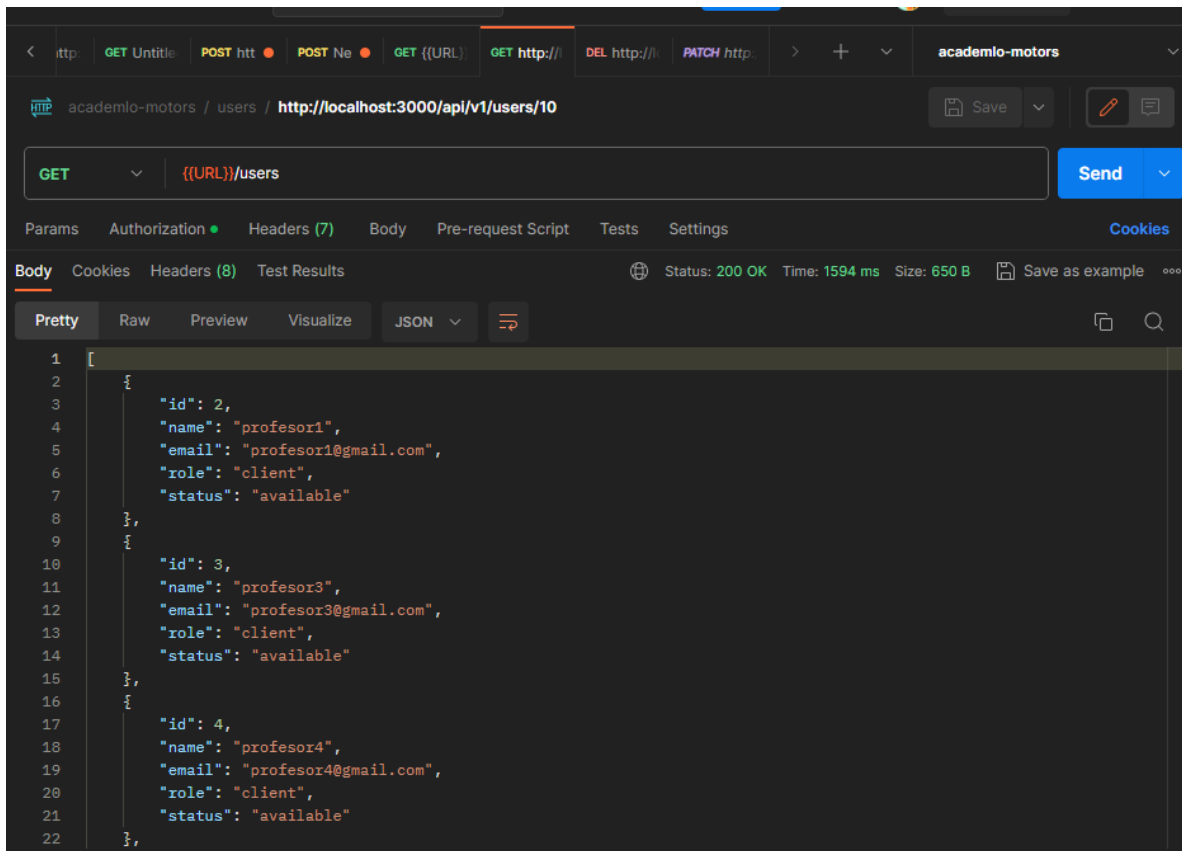 http:
GET Untitle
POST htt
POST Ne
GET {{URL}}
GET http://l
DEL http://lo
PATCH http:
academlo-motors
HTTP academlo-motors / users / http://localhost:3000/api/v1/users/10
Save
GET {{URL}}/users
Send
Params Authorization Headers (7) Body Pre-request Script Tests Settings Cookies
Body Cookies Headers (8) Test Results Status: 200 OK Time: 1594 ms Size: 650 B Save as example
Pretty Raw Preview Visualize JSON
1 [
2 {
3 "id": 2,
4 "name": "profesor1",
5 "email": "profesor1@gmail.com",
6 "role": "client",
7 "status": "available"
8 },
9 {
10 "id": 3,
11 "name": "profesor3",
12 "email": "profesor3@gmail.com",
13 "role": "client",
14 "status": "available"
15 },
16 {
17 "id": 4,
18 "name": "profesor4",
19 "email": "profesor4@gmail.com",
20 "role": "client",
21 "status": "available"
22 },